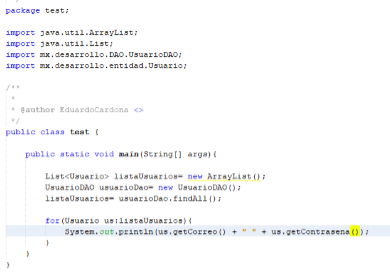 package test;
import java.util.ArrayList;
import java.util.List;
import mx.desarrollo.DAO.UsuarioDAO;
import mx.desarrollo.entidad.Usuario;
/**
 *
 * @author EduardoCardona <>
 */
public class test {
public static void main(String[] args){
List<Usuario> listaUsuarios= new ArrayList();
UsuarioDAO usuarioDao= new UsuarioDAO();
listaUsuarios= usuarioDao.findAll();
for(Usuario us:listaUsuarios){
System.out.println(us.getCorreo() + " " + us.getContrasena());
}
}
}